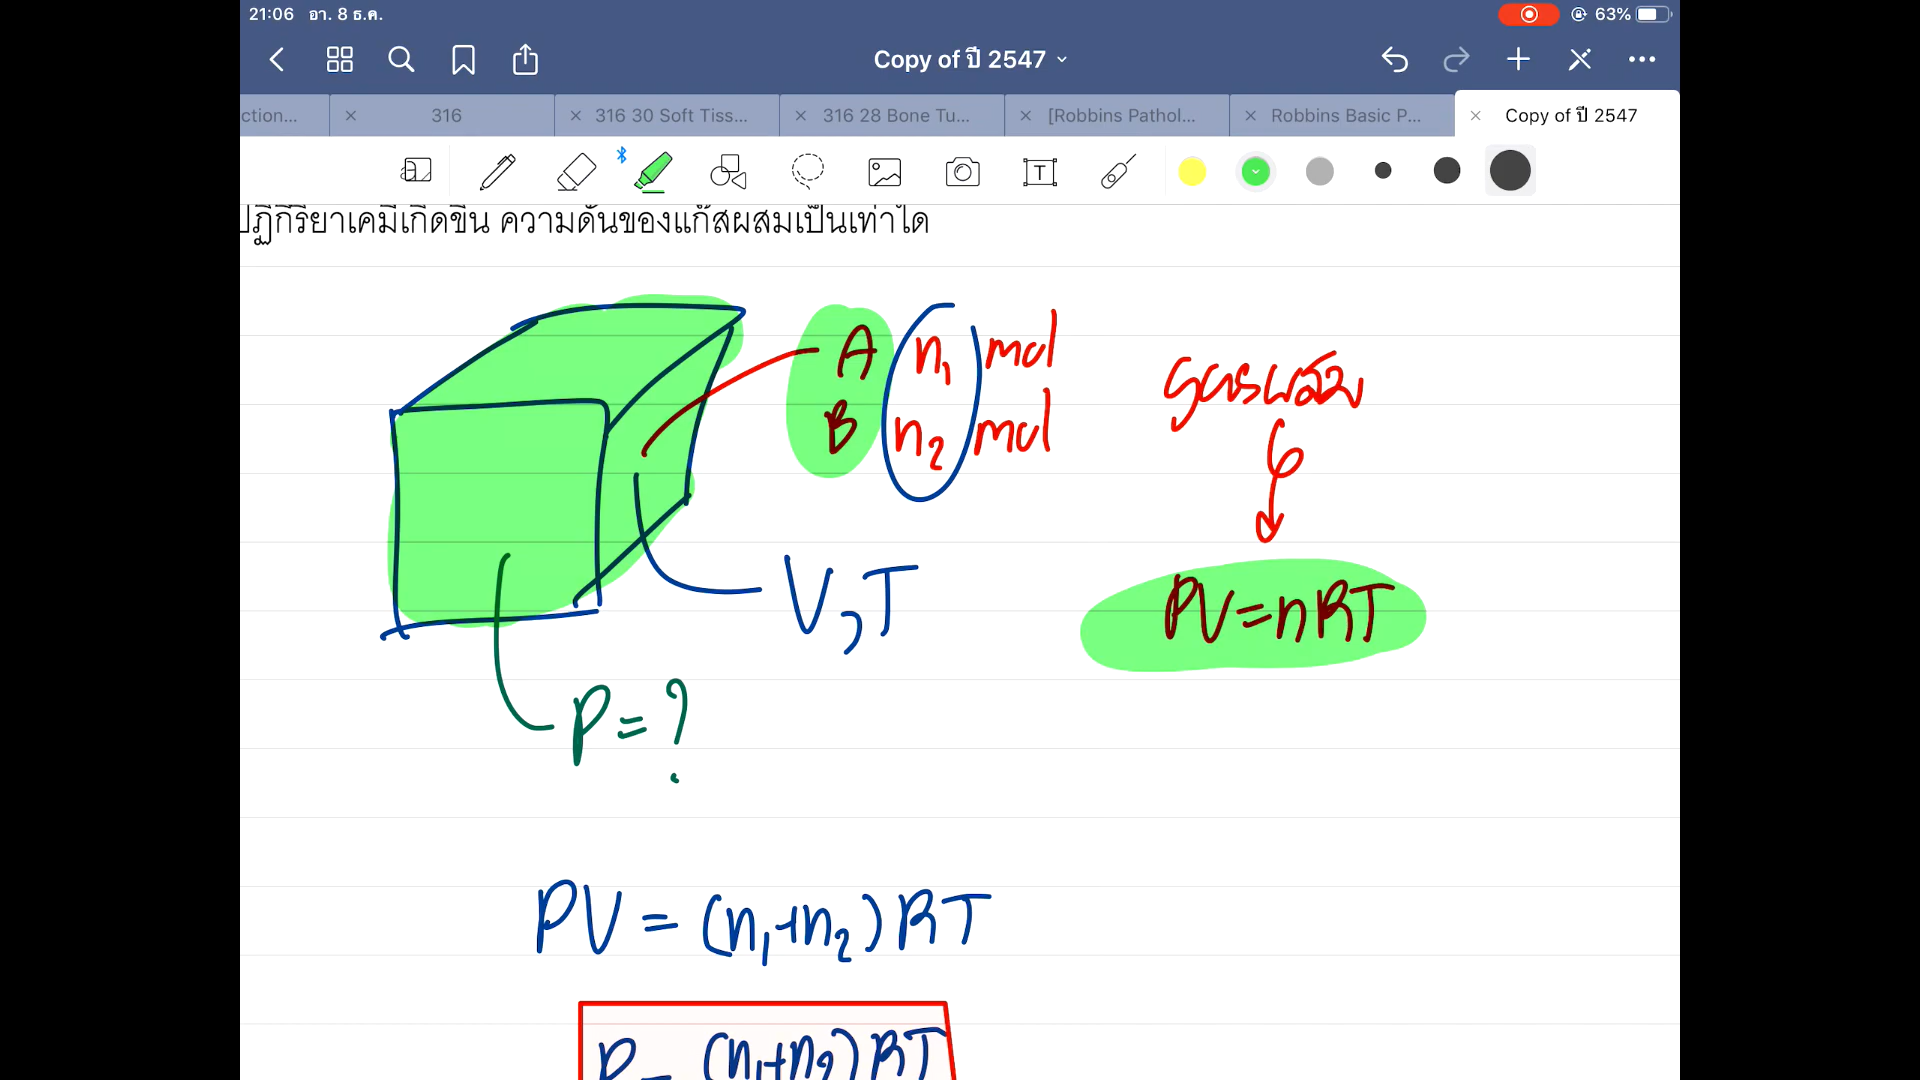 21:06 อา. 8 ธ.ค.
63%
Copy of ปี 2547
ction... 316 316 30 Soft Tiss... 316 28 Bone Tu... [Robbins Pathol... Robbins Basic P... Copy of ปี 2547
ปฏิกิริยาเคมีเกิดขึ้น ความดันของแก๊สผสมเป็นเท่าใด
A n₁ mol
B n₂ mol
V, T
PV=nRT
P=?
PV = (n₁+n₂)RT
P = (n₁+n₂)RT